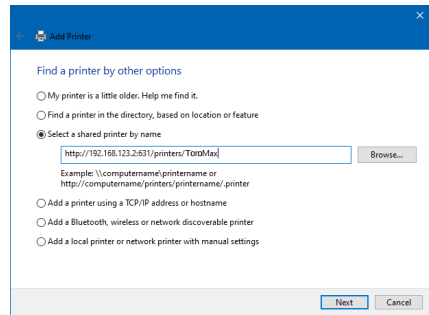 Add Printer
Find a printer by other options
My printer is a little older. Help me find it.
Find a printer in the directory, based on location or feature
Select a shared printer by name
http://192.168.123.2:631/printers/ToroMax
Browse...
Example: \\computername\printername or
http://computername/printers/printername/.printer
Add a printer using a TCP/IP address or hostname
Add a Bluetooth, wireless or network discoverable printer
Add a local printer or network printer with manual settings
Next
Cancel